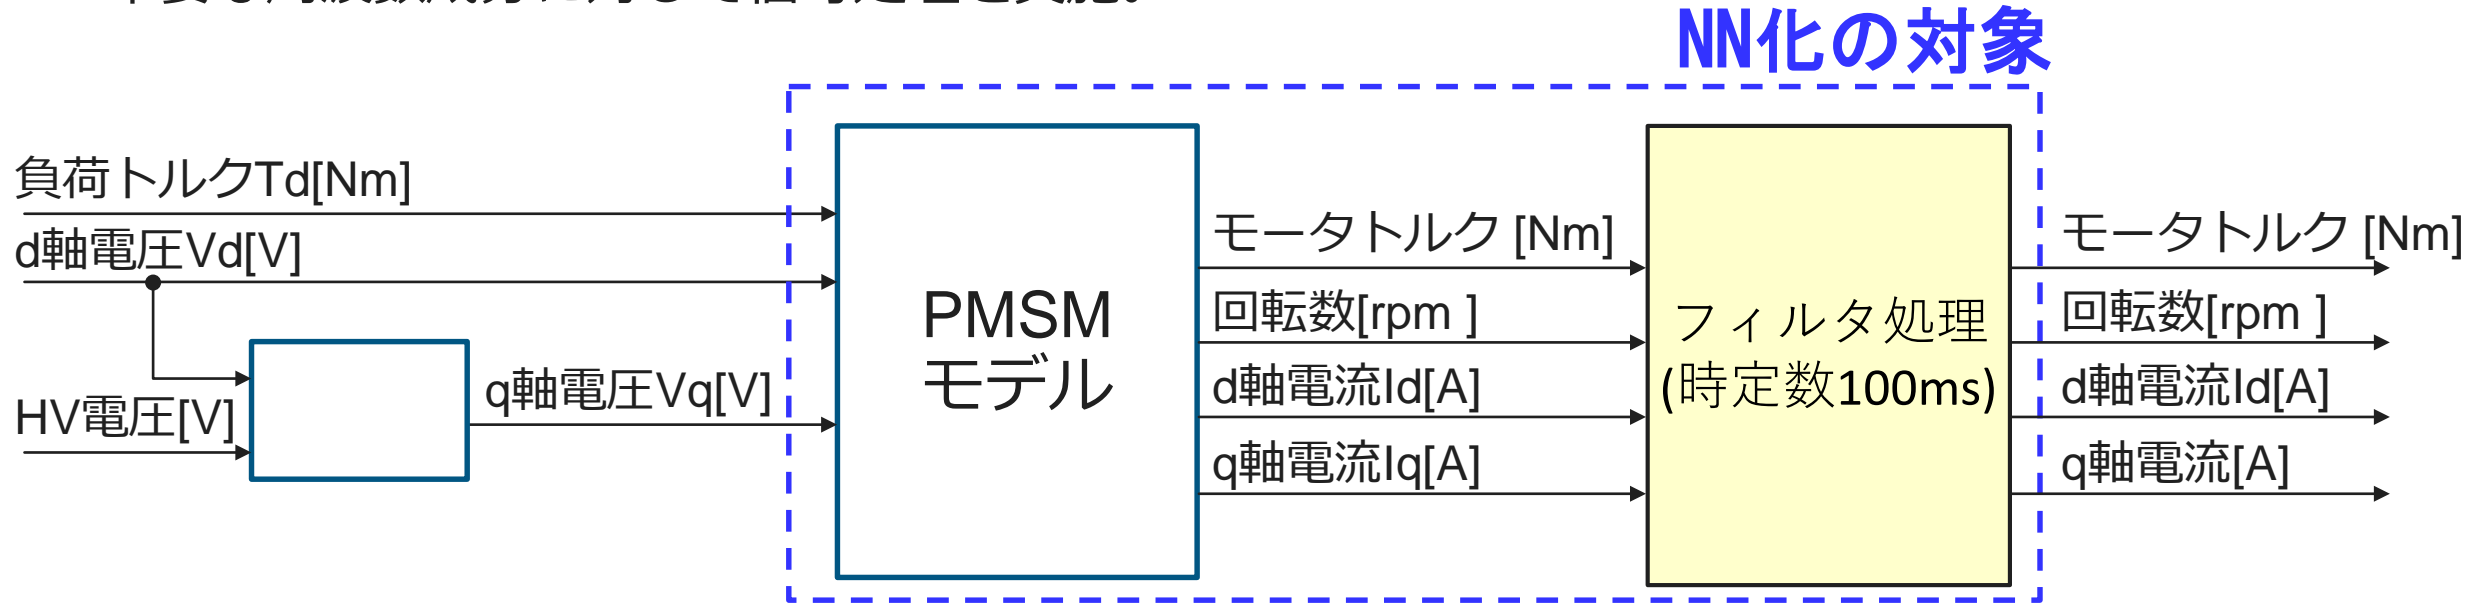 NN化の対象
負荷トルクTd[Nm]
d軸電圧Vd[V]
HV電圧[V]
q軸電圧Vq[V]
PMSM
モデル
モータトルク [Nm]
回転数[rpm ]
d軸電流Id[A]
q軸電流Iq[A]
フィルタ処理
(時定数100ms)
モータトルク [Nm]
回転数[rpm ]
d軸電流Id[A]
q軸電流[A]